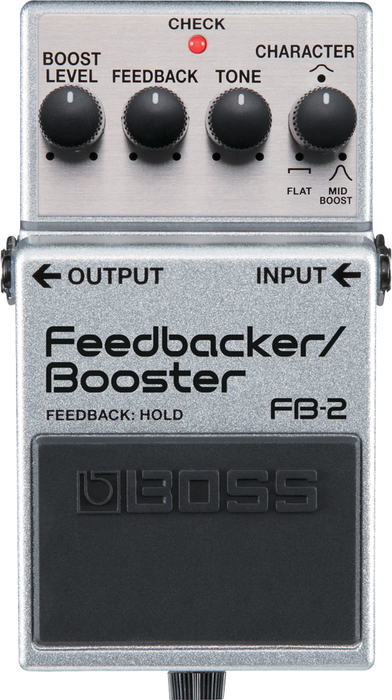 CHECK
BOOST
LEVEL
FEEDBACK
TONE
CHARACTER
FLAT
MID
BOOST
OUTPUT
INPUT
Feedbacker/
Booster
FEEDBACK: HOLD
FB-2
BOSS